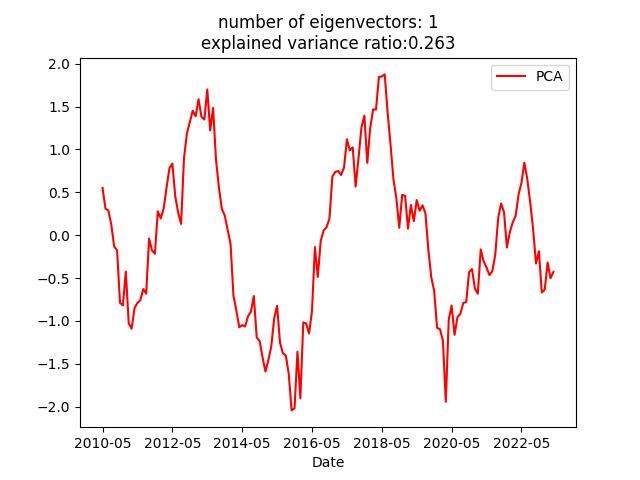 number of eigenvectors: 1
explained variance ratio:0.263
PCA
2.0
1.5
1.0
0.5
0.0
−0.5
−1.0
−1.5
−2.0
2010-05 2012-05 2014-05 2016-05 2018-05 2020-05 2022-05
Date